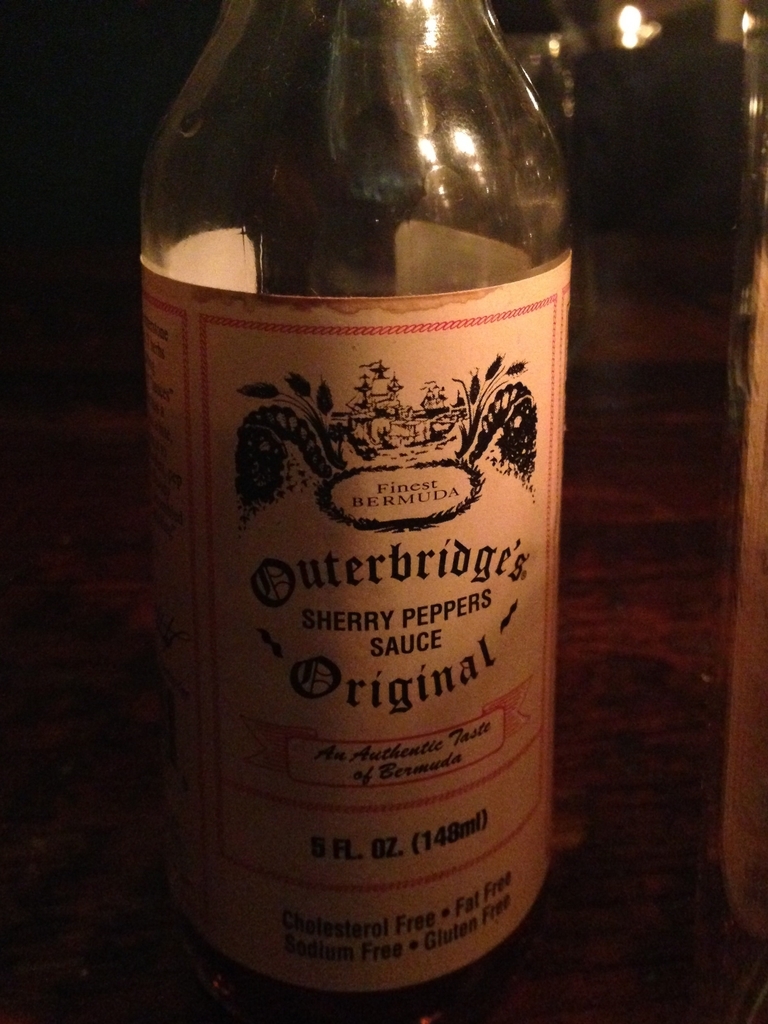 Finest
BERMUDA
Outerbridge's®
SHERRY PEPPERS
SAUCE
Original
An Authentic Taste
of Bermuda
5 FL. OZ. (148ml)
Cholesterol Free • Fat Free
Sodium Free • Gluten Free